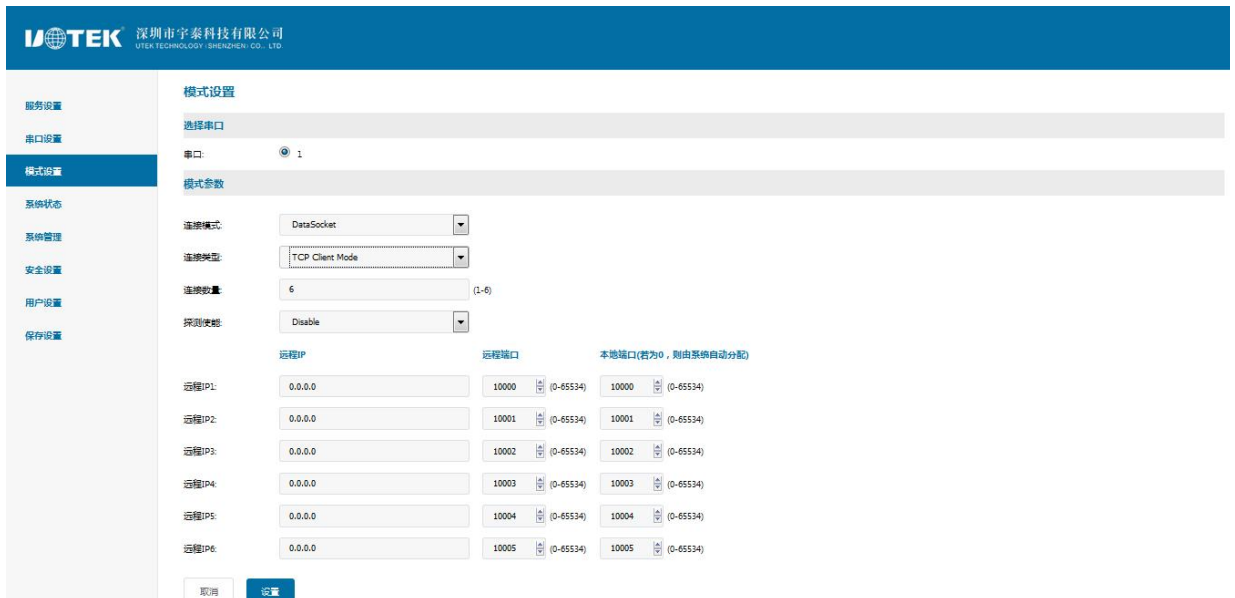 UTEK 深圳市宇泰科技有限公司
UTEK TECHNOLOGY (SHENZHEN) CO., LTD.
服务设置
串口设置
模式设置
系统状态
系统管理
安全设置
用户设置
保存设置
模式设置
选择串口
串口: 1
模式参数
连接模式: DataSocket
连接类型: TCP Client Mode
连接数量: 6 (1-6)
探测使能: Disable
远程IP 远程端口 本地端口(若为0，则由系统自动分配)
远程IP1: 0.0.0.0 10000 (0-65534) 10000 (0-65534)
远程IP2: 0.0.0.0 10001 (0-65534) 10001 (0-65534)
远程IP3: 0.0.0.0 10002 (0-65534) 10002 (0-65534)
远程IP4: 0.0.0.0 10003 (0-65534) 10003 (0-65534)
远程IP5: 0.0.0.0 10004 (0-65534) 10004 (0-65534)
远程IP6: 0.0.0.0 10005 (0-65534) 10005 (0-65534)
取消 设置